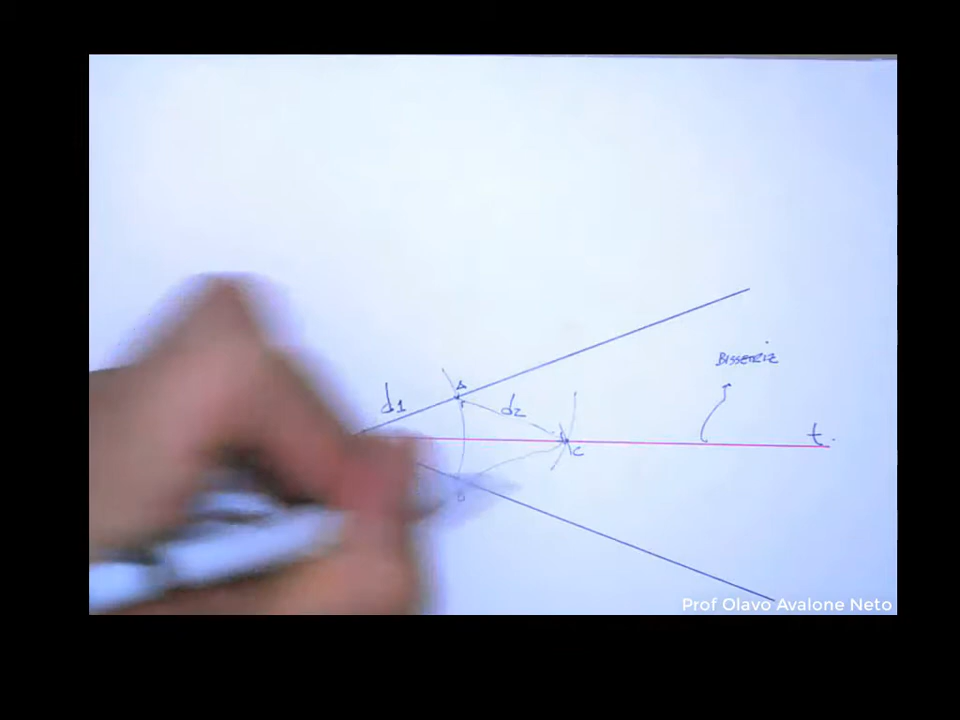 BISSETRIZ
A
d1
d2
t.
C
Prof Olavo Avalone Neto